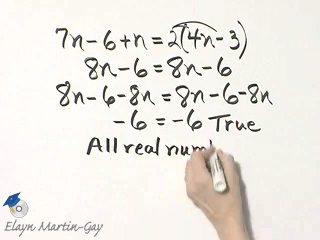 7n-6+n = 2(4n-3)
8n-6 = 8n-6
8n-6-8n = 8n-6-8n
-6 = -6 True
All real num
Elayn Martin-Gay